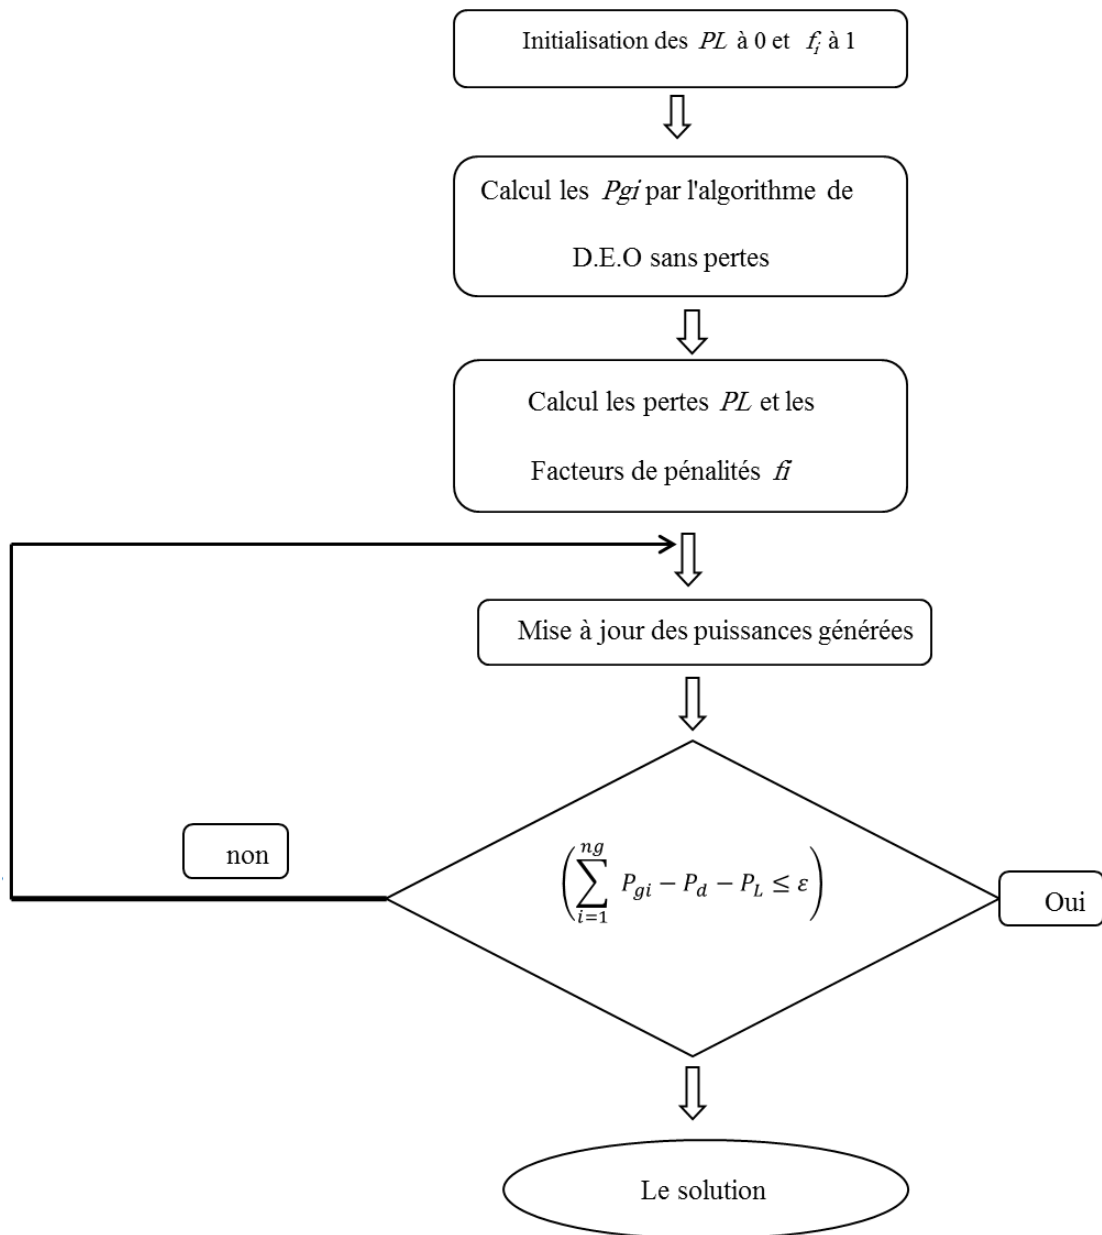 Initialisation des PL à 0 et fi à 1
Calcul les Pgi par l'algorithme de
D.E.O sans pertes
Calcul les pertes PL et les
Facteurs de pénalités fi
Mise à jour des puissances générées
non
(∑_{i=1}^{ng} P_{gi} − P_d − P_L ≤ ε)
Oui
Le solution